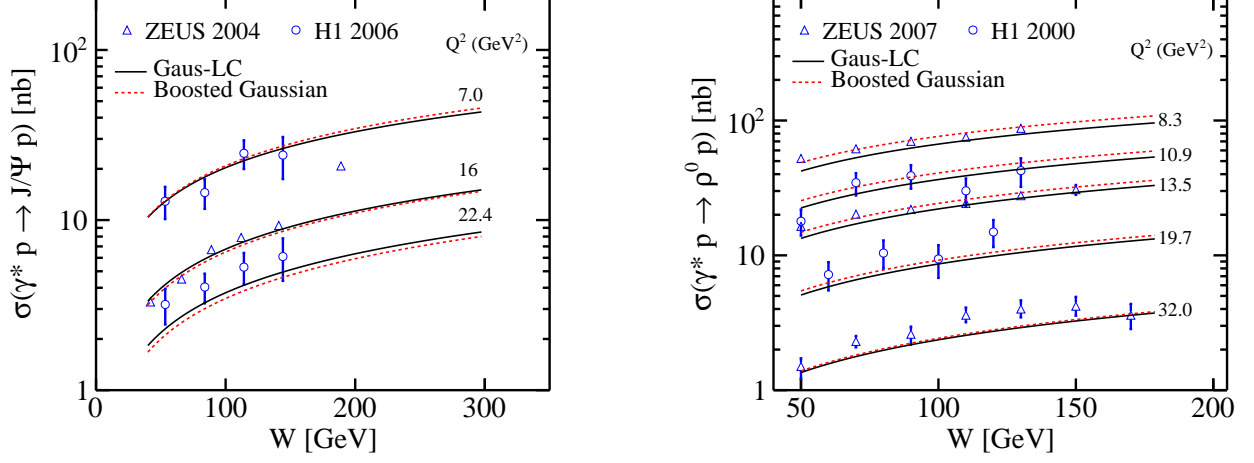 ZEUS 2004 H1 2006
Q² (GeV²)
Gaus-LC
Boosted Gaussian
7.0
16
22.4
10²
10
1
σ(γ* p → J/Ψ p) [nb]
0 100 200 300
W [GeV]
ZEUS 2007 H1 2000
Q² (GeV²)
Gaus-LC
Boosted Gaussian
8.3
10.9
13.5
19.7
32.0
10²
10
1
σ(γ* p → ρ⁰ p) [nb]
50 100 150 200
W [GeV]